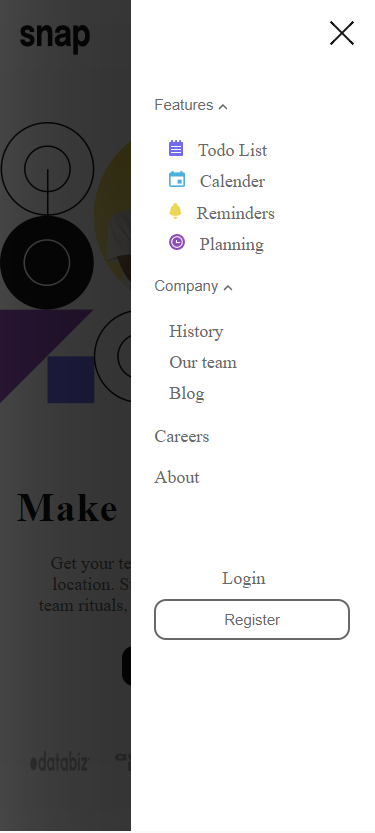 snap
Features
Todo List
Calender
Reminders
Planning
Company
History
Our team
Blog
Careers
About
Login
Register
Make
Get your te
location. S
team rituals,
databiz